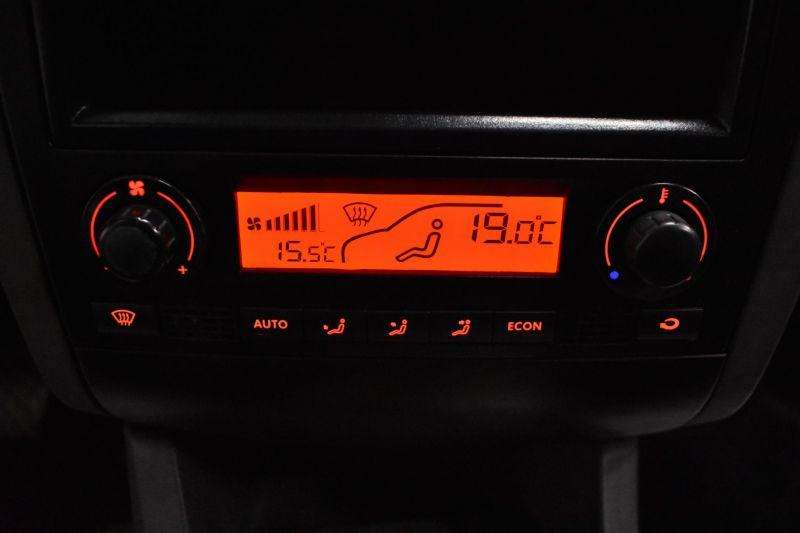 19.0°C
15.5°C
- +
AUTO ECON